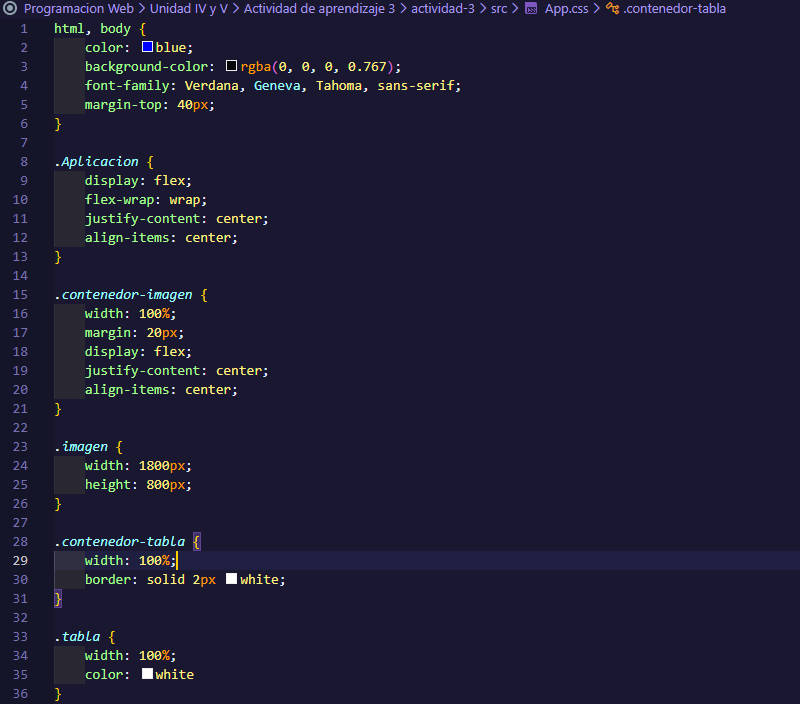 Programacion Web > Unidad IV y V > Actividad de aprendizaje 3 > actividad-3 > src > App.css > .contenedor-tabla
1 html, body {
2 color: blue;
3 background-color: rgba(0, 0, 0, 0.767);
4 font-family: Verdana, Geneva, Tahoma, sans-serif;
5 margin-top: 40px;
6 }
7
8 .Aplicacion {
9 display: flex;
10 flex-wrap: wrap;
11 justify-content: center;
12 align-items: center;
13 }
14
15 .contenedor-imagen {
16 width: 100%;
17 margin: 20px;
18 display: flex;
19 justify-content: center;
20 align-items: center;
21 }
22
23 .imagen {
24 width: 1800px;
25 height: 800px;
26 }
27
28 .contenedor-tabla {
29 width: 100%;
30 border: solid 2px white;
31 }
32
33 .tabla {
34 width: 100%;
35 color: white
36 }